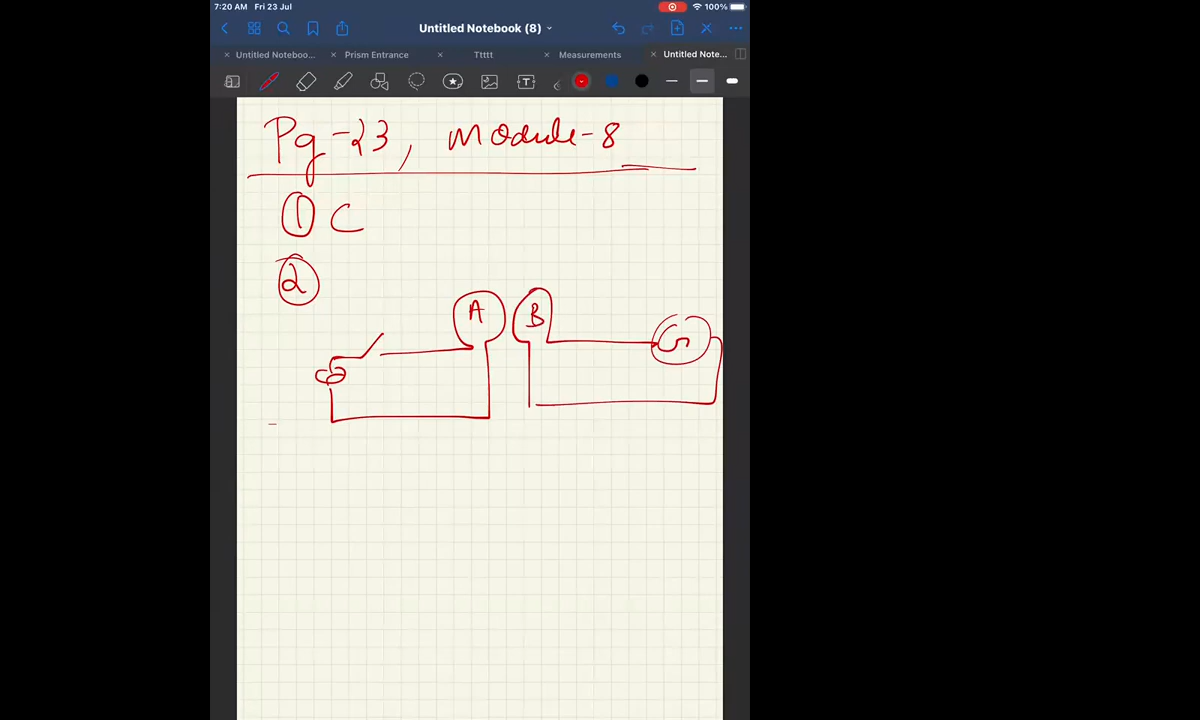 7:20 AM Fri 23 Jul 100%
Untitled Notebook (8)
Untitled Noteboo... Prism Entrance Ttttt Measurements Untitled Note...
T
Pg-23, Module-8
① C
②
A B G